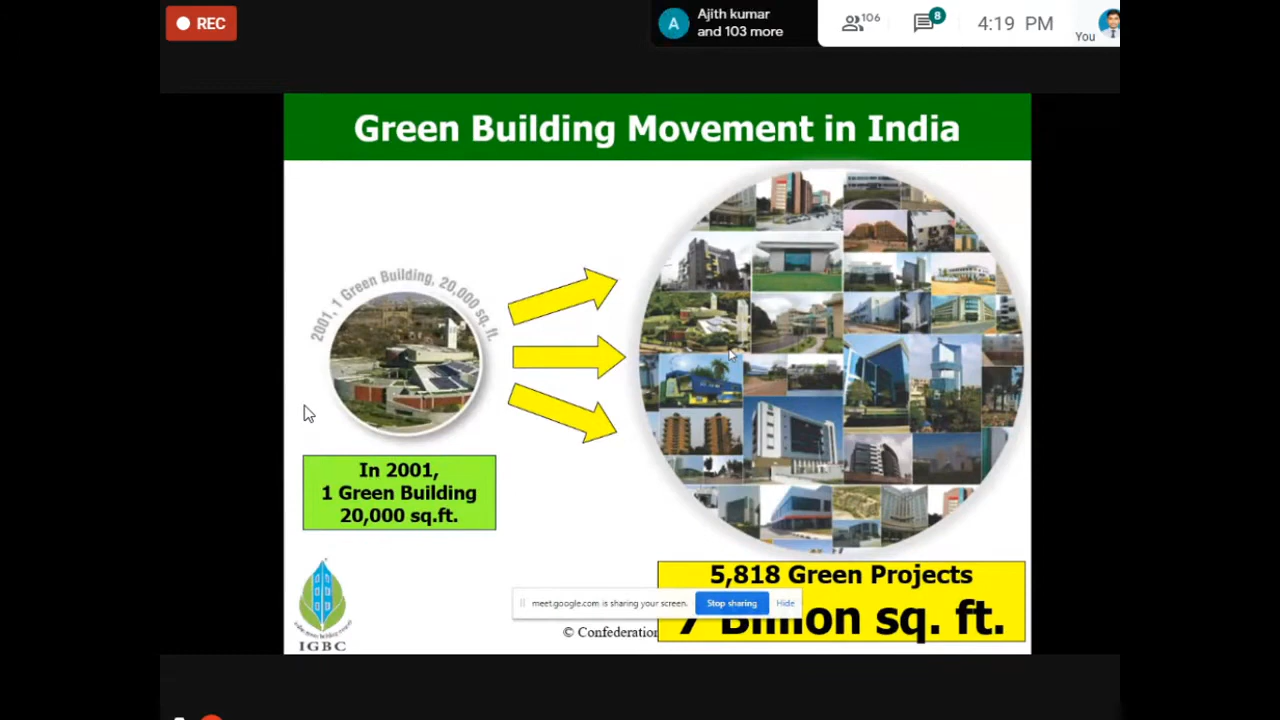 REC
A
Ajith kumar
and 103 more
106
8
4:19 PM
You
Green Building Movement in India
2001, 1 Green Building, 20,000 sq. ft.
In 2001,
1 Green Building
20,000 sq.ft.
5,818 Green Projects
Billion sq. ft.
meet.google.com is sharing your screen.
Stop sharing
Hide
© Confederation
IGBC